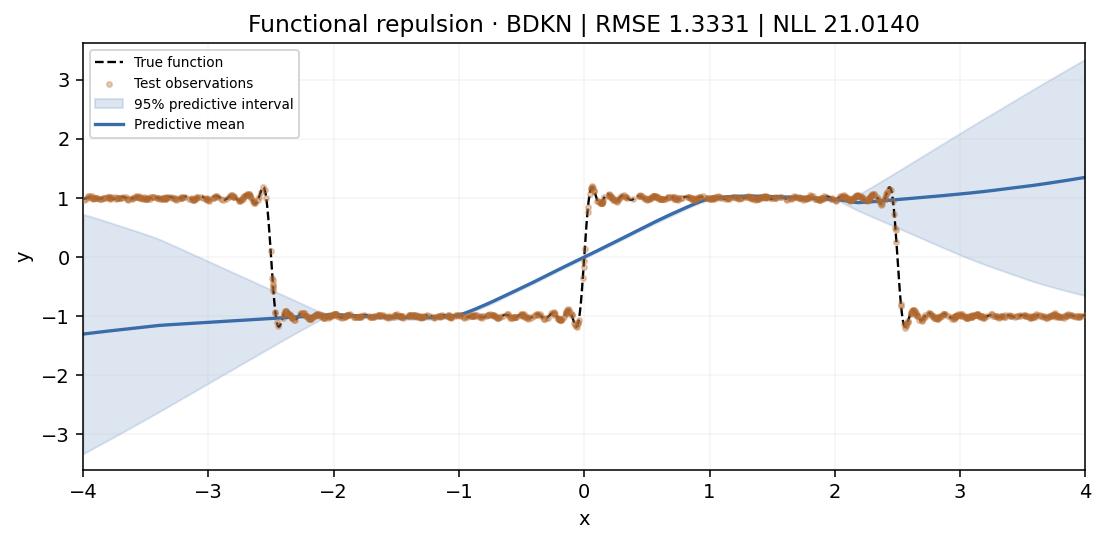 Functional repulsion · BDKN | RMSE 1.3331 | NLL 21.0140
True function
Test observations
95% predictive interval
Predictive mean
3
2
1
0
−1
−2
−3
y
−4
−3
−2
−1
0
1
2
3
4
x